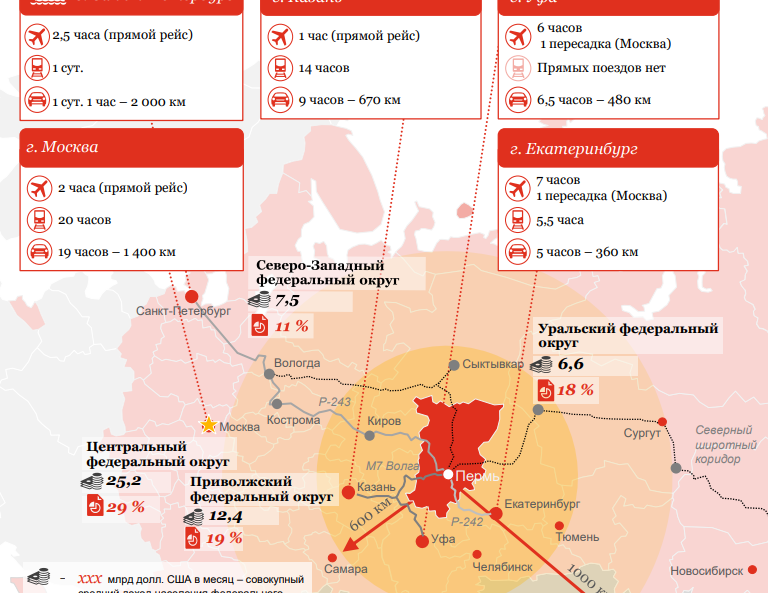 2,5 часа (прямой рейс)
1 сут.
1 сут. 1 час – 2 000 км
1 час (прямой рейс)
14 часов
9 часов – 670 км
г. Уфа
6 часов
1 пересадка (Москва)
Прямых поездов нет
6,5 часов – 480 км
г. Москва
2 часа (прямой рейс)
20 часов
19 часов – 1 400 км
г. Екатеринбург
7 часов
1 пересадка (Москва)
5,5 часа
5 часов – 360 км
Северо-Западный
федеральный округ
7,5
11 %
Санкт-Петербург
Уральский федеральный
округ
6,6
18 %
Вологда
Сыктывкар
Р-243
Кострома
Киров
Москва
Сургут
Северный
широтный
коридор
Центральный
федеральный округ
25,2
29 %
М7 Волга
Пермь
Приволжский
федеральный округ
12,4
19 %
Казань
600 км
Екатеринбург
Р-242
Уфа
Тюмень
Самара
Челябинск
1000 км
Новосибирск
– ххх млрд долл. США в месяц – совокупный
средний доход населения федерального